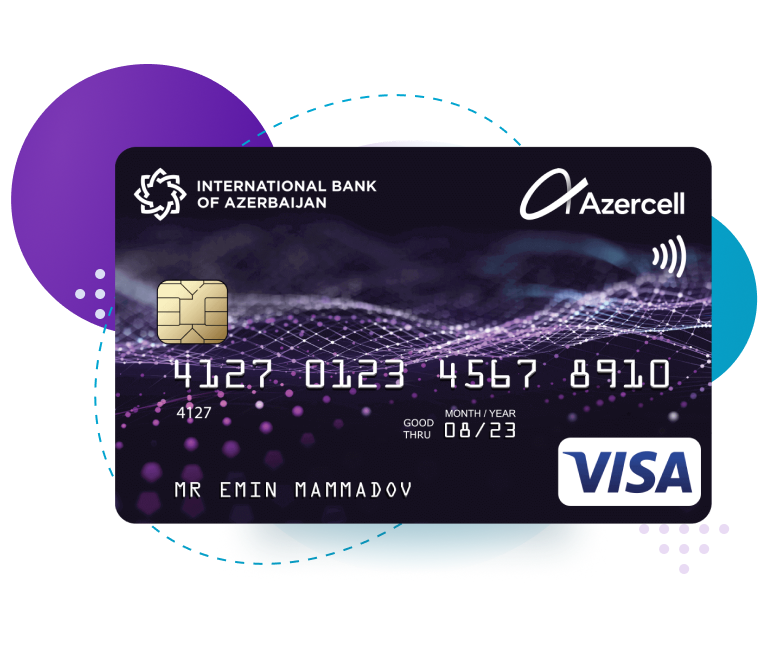 INTERNATIONAL BANK
OF AZERBAIJAN
Azercell
4127 0123 4567 8910
4127
GOOD
THRU
MONTH / YEAR
08/23
MR EMIN MAMMADOV
VISA